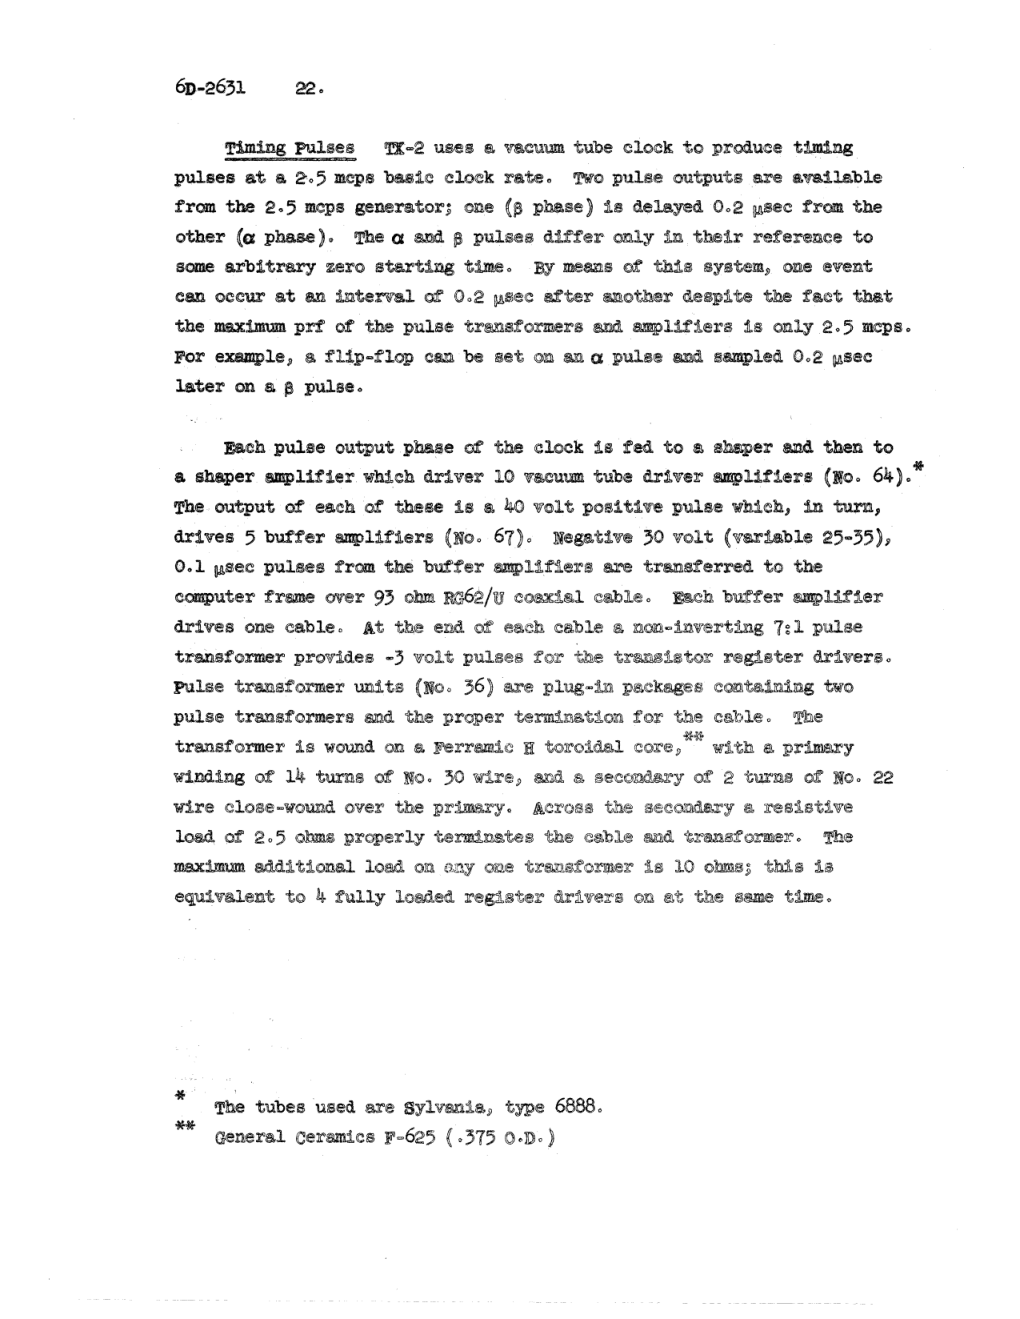 6D-2631 22.
Timing Pulses TX-2 uses a vacuum tube clock to produce timing
pulses at a 2.5 mcps basic clock rate. Two pulse outputs are available
from the 2.5 mcps generator; one (β phase) is delayed 0.2 μsec from the
other (α phase). The α and β pulses differ only in their reference to
some arbitrary zero starting time. By means of this system, one event
can occur at an interval of 0.2 μsec after another despite the fact that
the maximum prf of the pulse transformers and amplifiers is only 2.5 mcps.
For example, a flip-flop can be set on an α pulse and sampled 0.2 μsec
later on a β pulse.
Each pulse output phase of the clock is fed to a shaper and then to
a shaper amplifier which driver 10 vacuum tube driver amplifiers (No. 64).*
The output of each of these is a 40 volt positive pulse which, in turn,
drives 5 buffer amplifiers (No. 67). Negative 30 volt (variable 25-35),
0.1 μsec pulses from the buffer amplifiers are transferred to the
computer frame over 93 ohm RG62/U coaxial cable. Each buffer amplifier
drives one cable. At the end of each cable a non-inverting 7:1 pulse
transformer provides -3 volt pulses for the transistor register drivers.
Pulse transformer units (No. 36) are plug-in packages containing two
pulse transformers and the proper termination for the cable. The
transformer is wound on a Ferramic H toroidal core,** with a primary
winding of 14 turns of No. 30 wire, and a secondary of 2 turns of No. 22
wire close-wound over the primary. Across the secondary a resistive
load of 2.5 ohms properly terminates the cable and transformer. The
maximum additional load on any one transformer is 10 ohms; this is
equivalent to 4 fully loaded register drivers on at the same time.
* The tubes used are Sylvania, type 6888.
** General Ceramics F-625 (.375 O.D.)